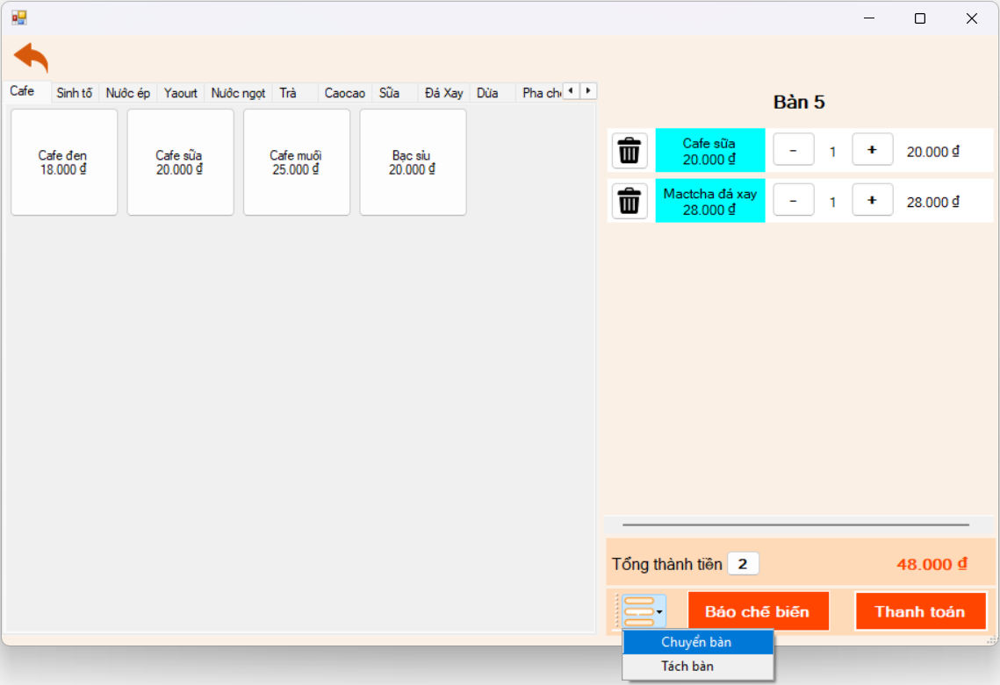 Cafe Sinh tố Nước ép Yaourt Nước ngọt Trà Caocao Sữa Đá Xay Dừa Pha ch
Cafe đen
18.000 ₫
Cafe sữa
20.000 ₫
Cafe muối
25.000 ₫
Bạc sỉu
20.000 ₫
Bàn 5
Cafe sữa
20.000 ₫
-
1
+
20.000 ₫
Mactcha đá xay
28.000 ₫
-
1
+
28.000 ₫
Tổng thành tiền 2 48.000 ₫
Báo chế biến
Thanh toán
Chuyển bàn
Tách bàn